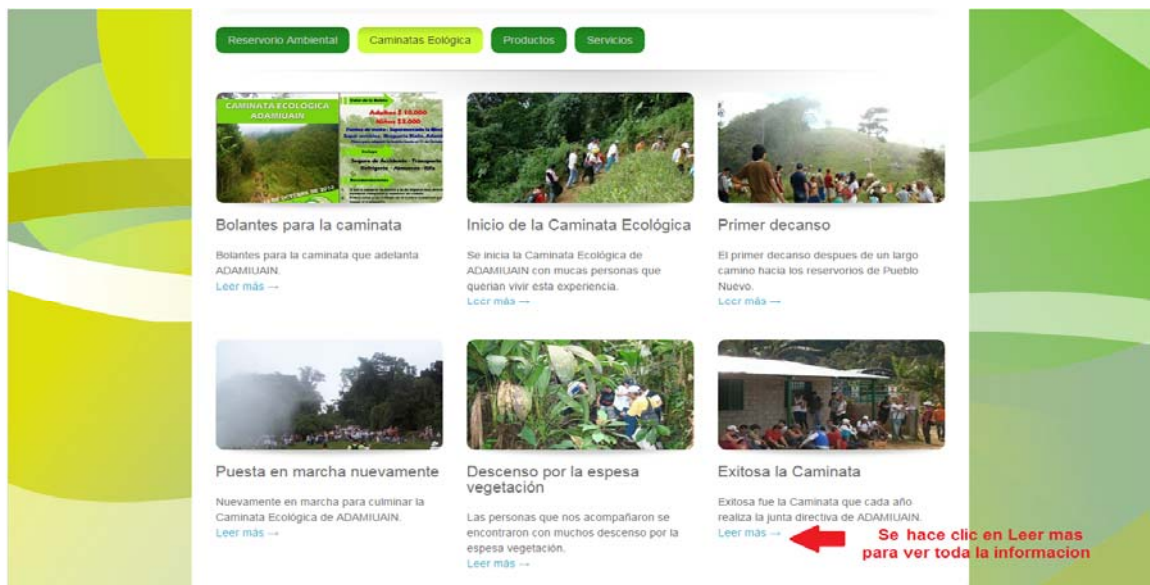 Reservorio Ambiental
Caminatas Eológica
Productos
Servicios
CAMINATA ECOLÓGICA
ADAMIUAIN
Adultos $ 10.000
Niños $5.000
Bolantes para la caminata
Bolantes para la caminata que adelanta
ADAMIUAIN.
Leer más →
Inicio de la Caminata Ecológica
Se inicia la Caminata Ecológica de
ADAMIUAIN con mucas personas que
querían vivir esta experiencia.
Leer más →
Primer decanso
El primer decanso despues de un largo
camino hacia los reservorios de Pueblo
Nuevo.
Leer más →
Puesta en marcha nuevamente
Nuevamente en marcha para culminar la
Caminata Ecológica de ADAMIUAIN.
Leer más →
Descenso por la espesa
vegetación
Las personas que nos acompañaron se
encontraron con muchos descenso por la
espesa vegetación.
Leer más →
Exitosa la Caminata
Exitosa fue la Caminata que cada año
realiza la junta directiva de ADAMIUAIN.
Leer más →
Se hace clic en Leer mas
para ver toda la informacion